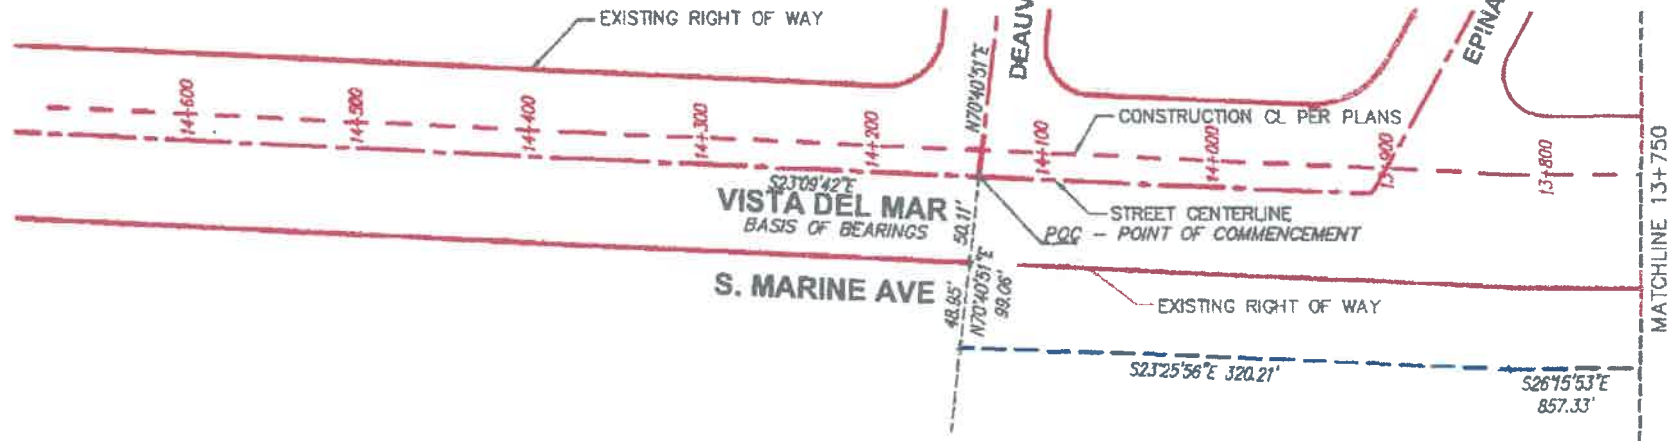 EXISTING RIGHT OF WAY
DEAUV
EPINA
N70°40'51"E
14+600
14+500
14+400
14+300
14+200
14+100
14+000
13+900
13+800
CONSTRUCTION CL PER PLANS
MATCHLINE 13+750
S23°09'42"E
VISTA DEL MAR
BASIS OF BEARINGS
50.11'
STREET CENTERLINE
POC - POINT OF COMMENCEMENT
S. MARINE AVE
48.95'
N70°40'51"E
99.06'
EXISTING RIGHT OF WAY
S23°25'56"E 320.21'
S26°15'53"E
857.33'